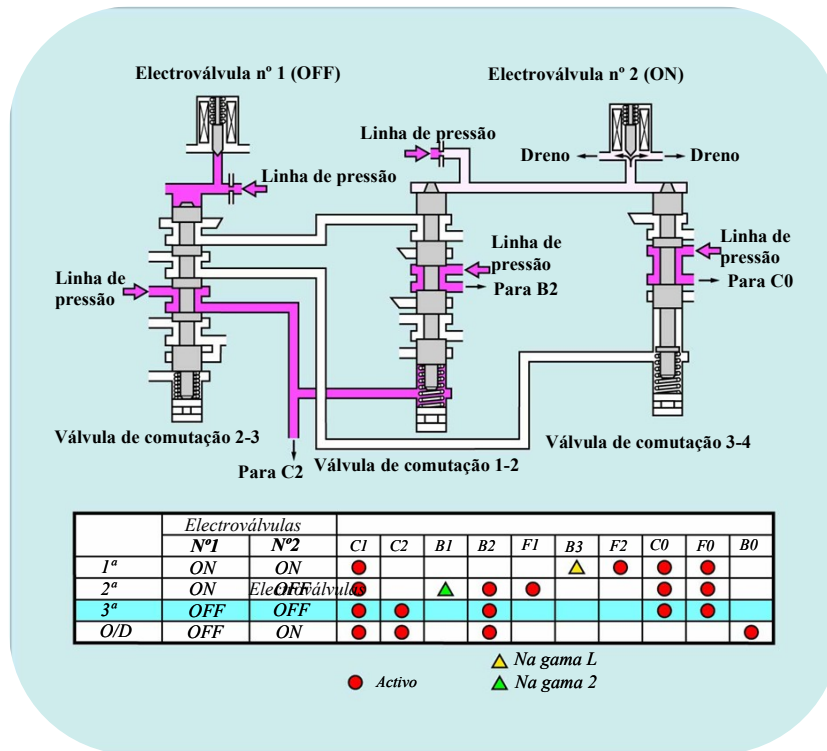 Electroválvula nº 1 (OFF)
Electroválvula nº 2 (ON)
Linha de pressão
Dreno
Dreno
Linha de pressão
Linha de
pressão
Linha de
pressão
Linha de
pressão
Para B2
Para C0
Válvula de comutação 2-3
Válvula de comutação 1-2
Válvula de comutação 3-4
Para C2
Electroválvulas
Nº1 Nº2 C1 C2 B1 B2 F1 B3 F2 C0 F0 B0
1ª ON ON
2ª ON OFF Electroválvulas
3ª OFF OFF
O/D OFF ON
Na gama L
Activo
Na gama 2